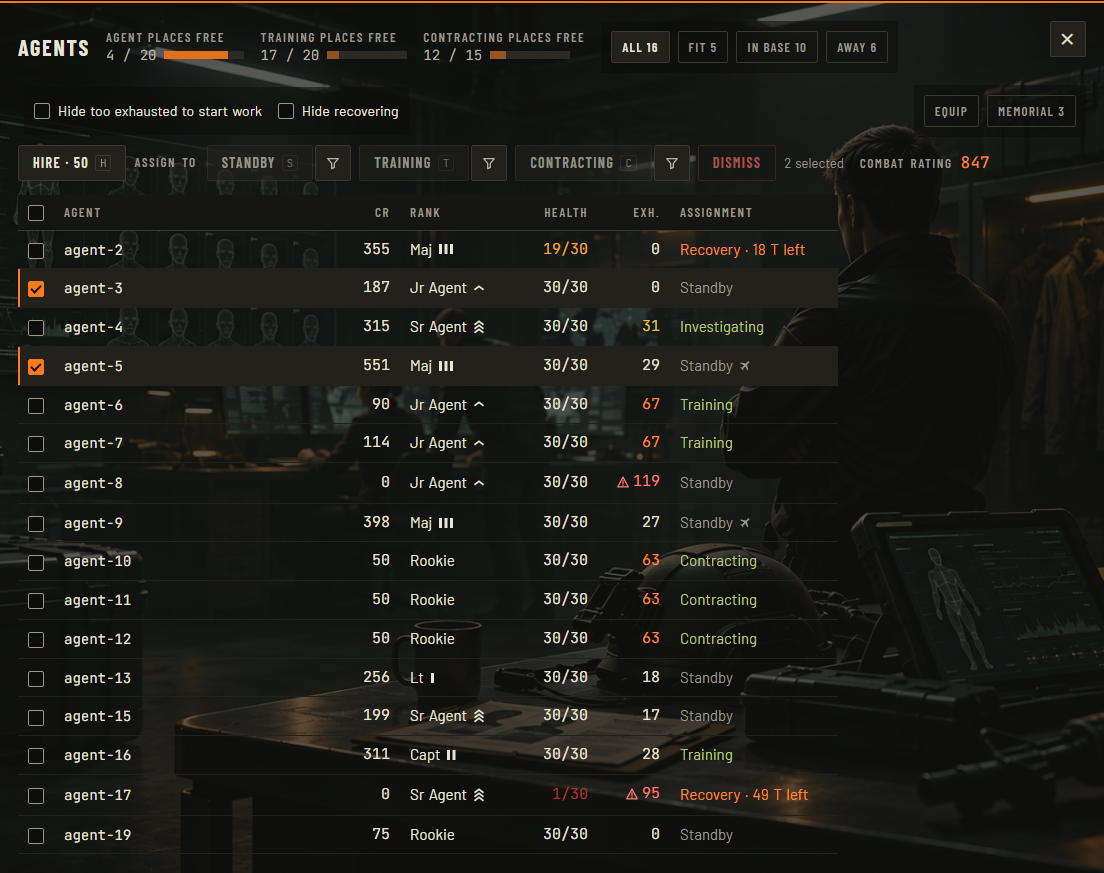 AGENTS
AGENT PLACES FREE
4 / 20
TRAINING PLACES FREE
17 / 20
CONTRACTING PLACES FREE
12 / 15
ALL 16
FIT 5
IN BASE 10
AWAY 6
Hide too exhausted to start work
Hide recovering
EQUIP
MEMORIAL 3
HIRE · 50 H
ASSIGN TO
STANDBY S
TRAINING T
CONTRACTING C
DISMISS
2 selected
COMBAT RATING 847
AGENT CR RANK HEALTH EXH. ASSIGNMENT
agent-2 355 Maj 19/30 0 Recovery · 18 T left
agent-3 187 Jr Agent 30/30 0 Standby
agent-4 315 Sr Agent 30/30 31 Investigating
agent-5 551 Maj 30/30 29 Standby
agent-6 90 Jr Agent 30/30 67 Training
agent-7 114 Jr Agent 30/30 67 Training
agent-8 0 Jr Agent 30/30 119 Standby
agent-9 398 Maj 30/30 27 Standby
agent-10 50 Rookie 30/30 63 Contracting
agent-11 50 Rookie 30/30 63 Contracting
agent-12 50 Rookie 30/30 63 Contracting
agent-13 256 Lt 30/30 18 Standby
agent-15 199 Sr Agent 30/30 17 Standby
agent-16 311 Capt 30/30 28 Training
agent-17 0 Sr Agent 1/30 95 Recovery · 49 T left
agent-19 75 Rookie 30/30 0 Standby